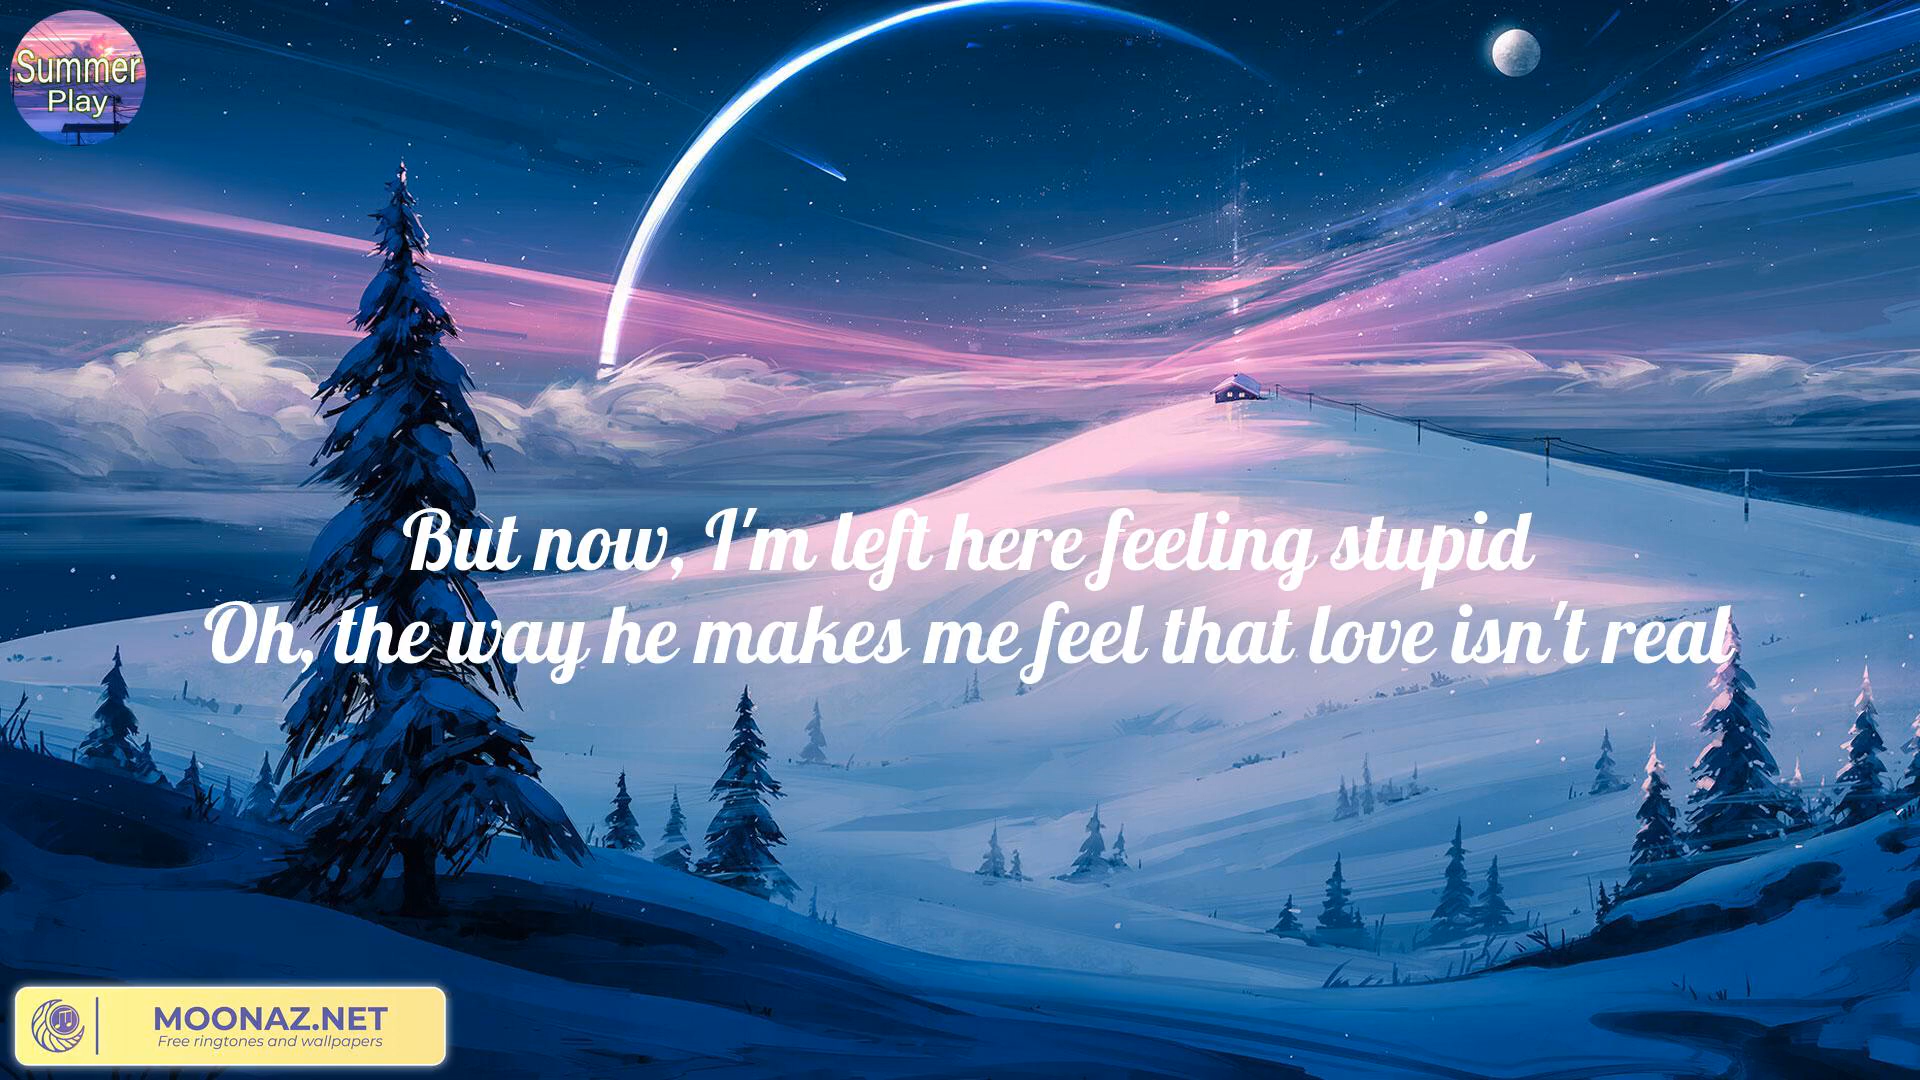 Summer
Play
But now, I'm left here feeling stupid
Oh, the way he makes me feel that love isn't real
MOONAZ.NET
Free ringtones and wallpapers